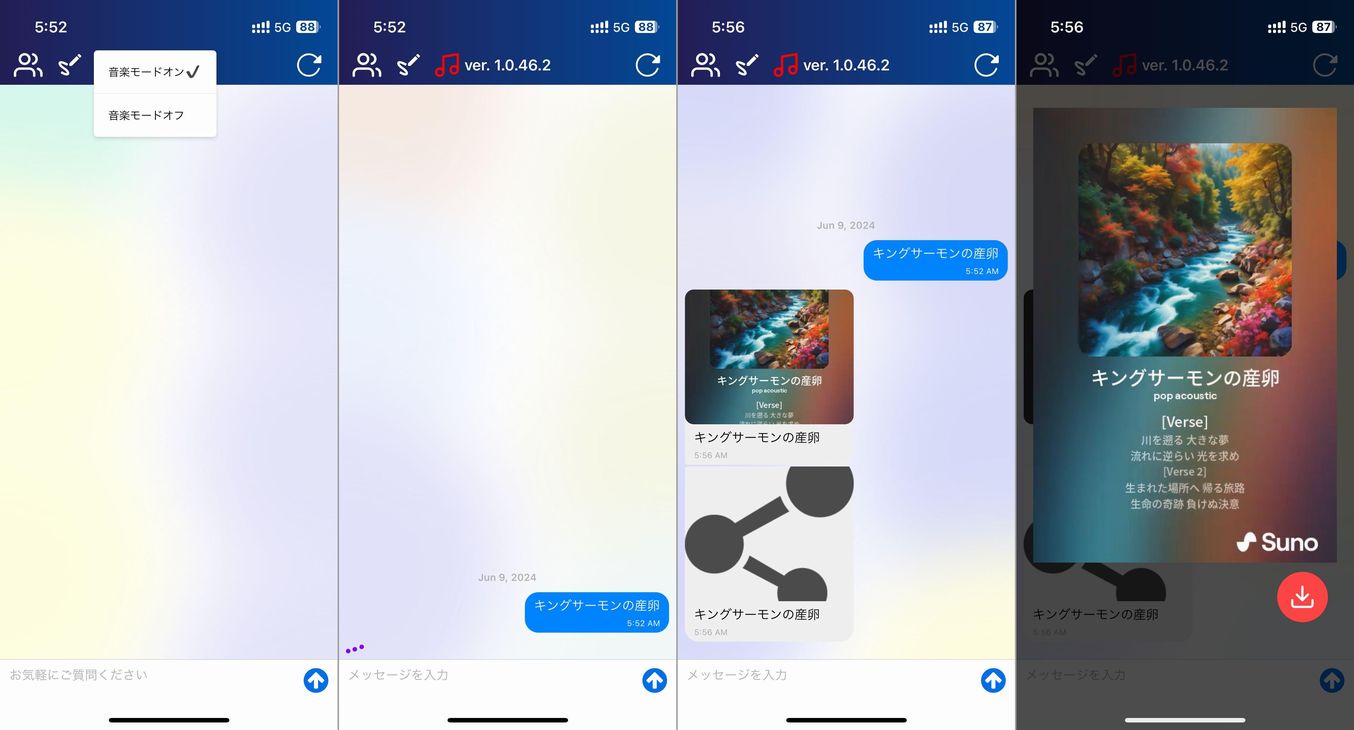 5:52
5G 88
音楽モードオン
音楽モードオフ
お気軽にご質問ください
5:52
5G 88
ver. 1.0.46.2
Jun 9, 2024
キングサーモンの産卵
5:52 AM
メッセージを入力
5:56
5G 87
ver. 1.0.46.2
Jun 9, 2024
キングサーモンの産卵
5:52 AM
キングサーモンの産卵
pop acoustic
[Verse]
川を遡る 大きな夢
流れに逆らい 光を求め
キングサーモンの産卵
5:56 AM
キングサーモンの産卵
5:56 AM
メッセージを入力
5:56
5G 87
ver. 1.0.46.2
キングサーモンの産卵
pop acoustic
[Verse]
川を遡る 大きな夢
流れに逆らい 光を求め
[Verse 2]
生まれた場所へ 帰る旅路
生命の奇跡 負けぬ決意
Suno
キングサーモンの産卵
5:56 AM
メッセージを入力